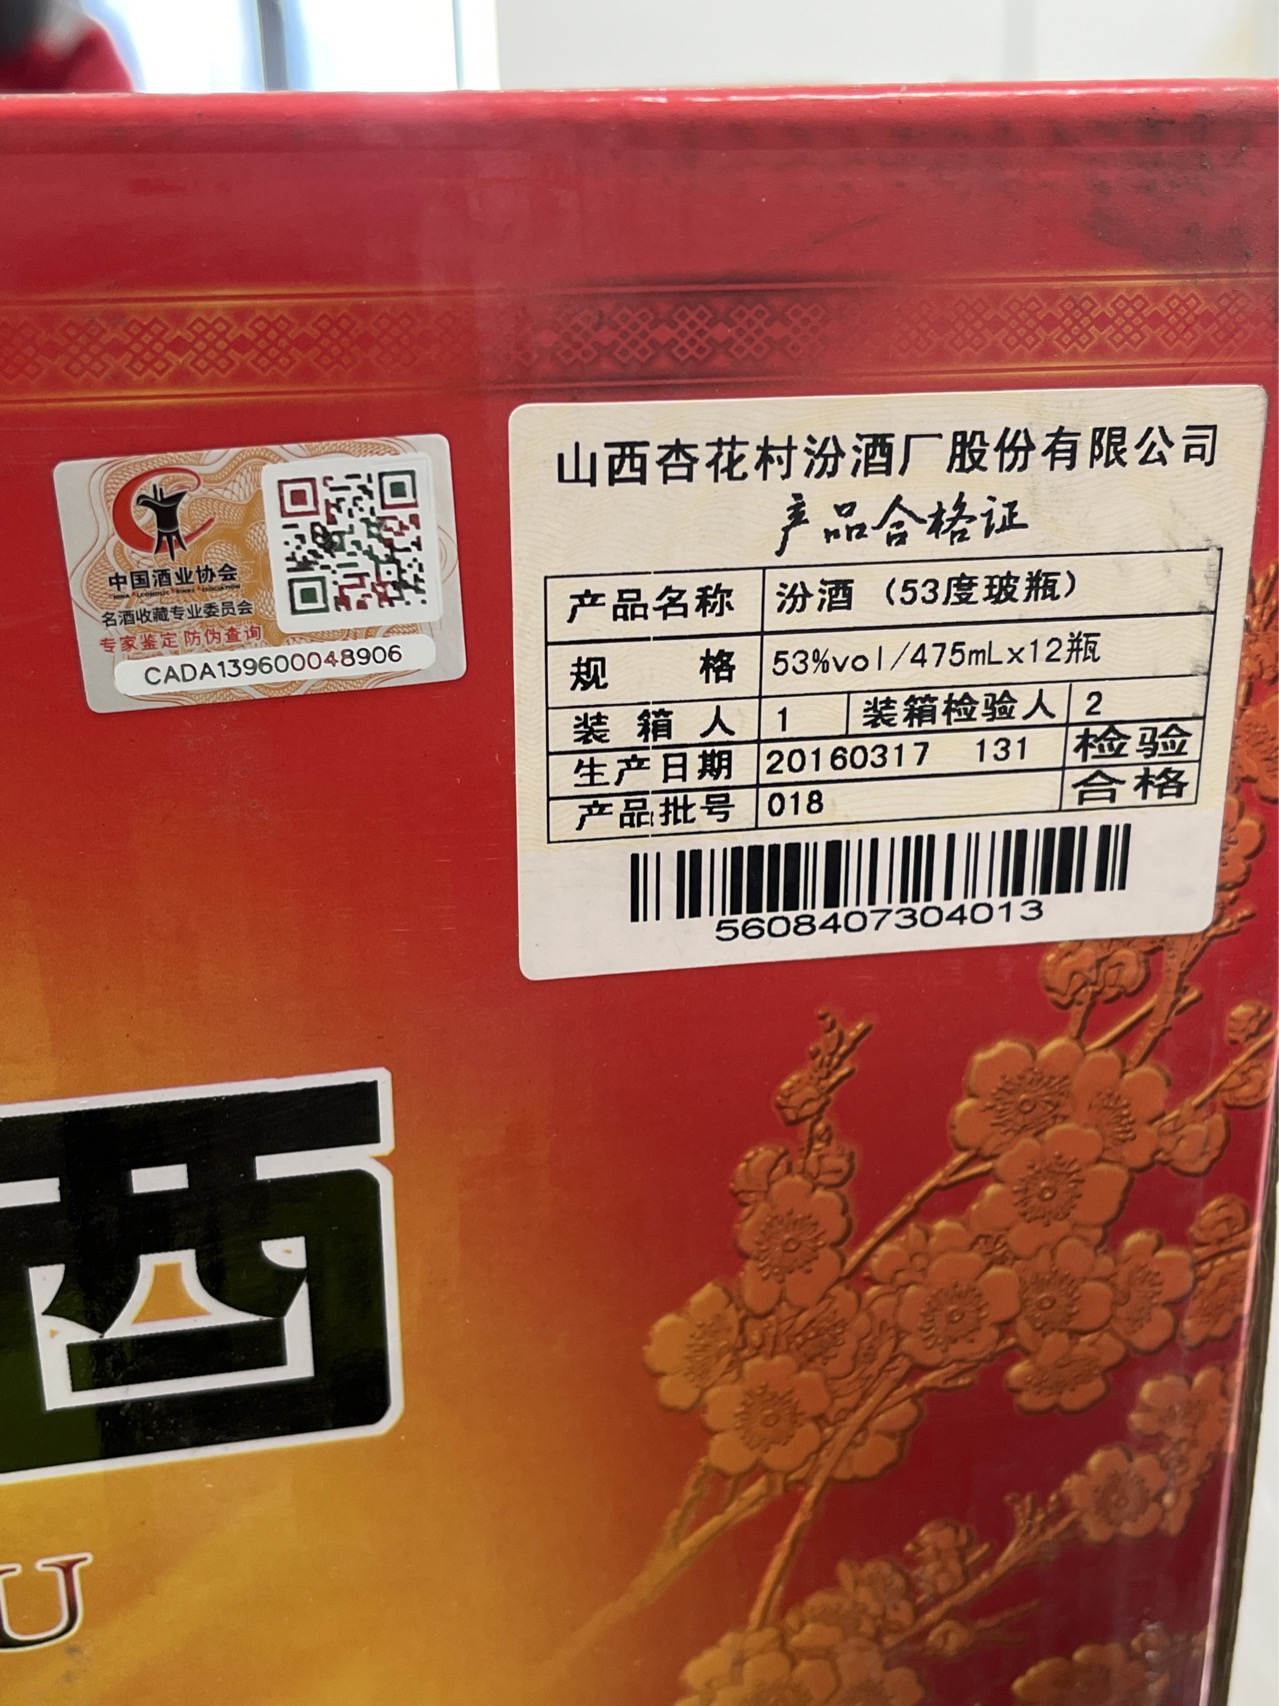 山西杏花村汾酒厂股份有限公司
产品合格证
产品名称 汾酒（53度玻瓶）
规 格 53%vol/475mLx12瓶
装箱人 1 装箱检验人 2
生产日期 20160317 131 检验
产品批号 018 合格
5608407304013
中国酒业协会
名酒收藏专业委员会
专家鉴定 防伪查询
CADA139600048906
U